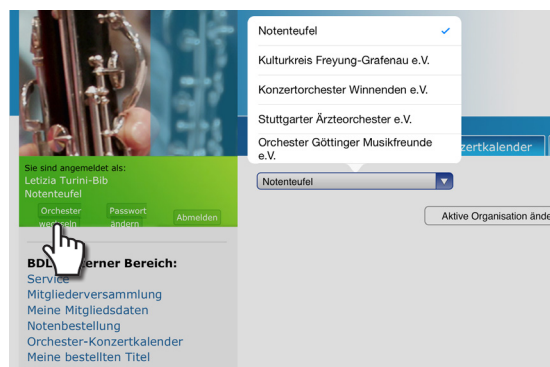 Notenteufel
Kulturkreis Freyung-Grafenau e.V.
Konzertorchester Winnenden e.V.
Stuttgarter Ärzteorchester e.V.
Orchester Göttinger Musikfreunde
e.V.
zertkalender
Notenteufel
Aktive Organisation ände
Sie sind angemeldet als:
Letizia Turini-Bib
Notenteufel
Orchester
Passwort
ändern
Abmelden
BDL
erner Bereich:
Service
Mitgliederversammlung
Meine Mitgliedsdaten
Notenbestellung
Orchester-Konzertkalender
Meine bestellten Titel